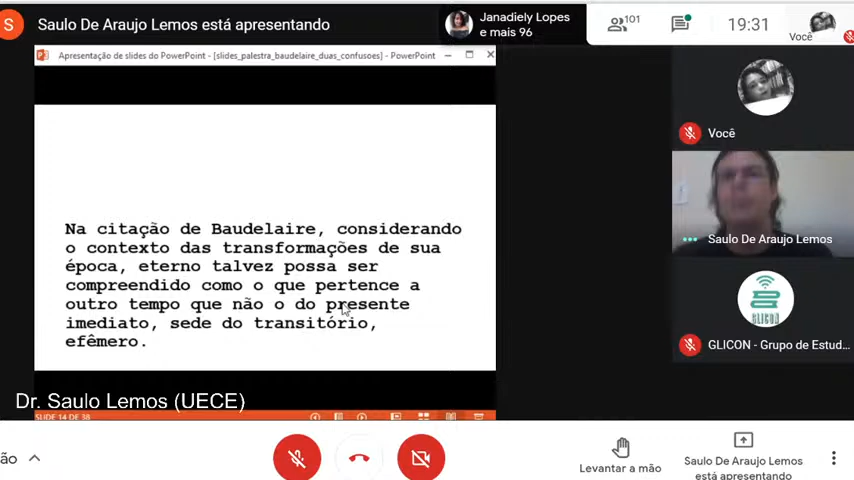 S
Saulo De Araujo Lemos está apresentando
Janadiely Lopes
e mais 96
101
19:31
Você
Apresentação de slides do PowerPoint - [slides_palestra_baudelaire_duas_confusoes] - PowerPoint
Na citação de Baudelaire, considerando
o contexto das transformações de sua
época, eterno talvez possa ser
compreendido como o que pertence a
outro tempo que não o do presente
imediato, sede do transitório,
efêmero.
Você
Saulo De Araujo Lemos
GLICON
GLICON - Grupo de Estud...
Dr. Saulo Lemos (UECE)
SLIDE 14 DE 38
ão
Levantar a mão
Saulo De Araujo Lemos
está apresentando